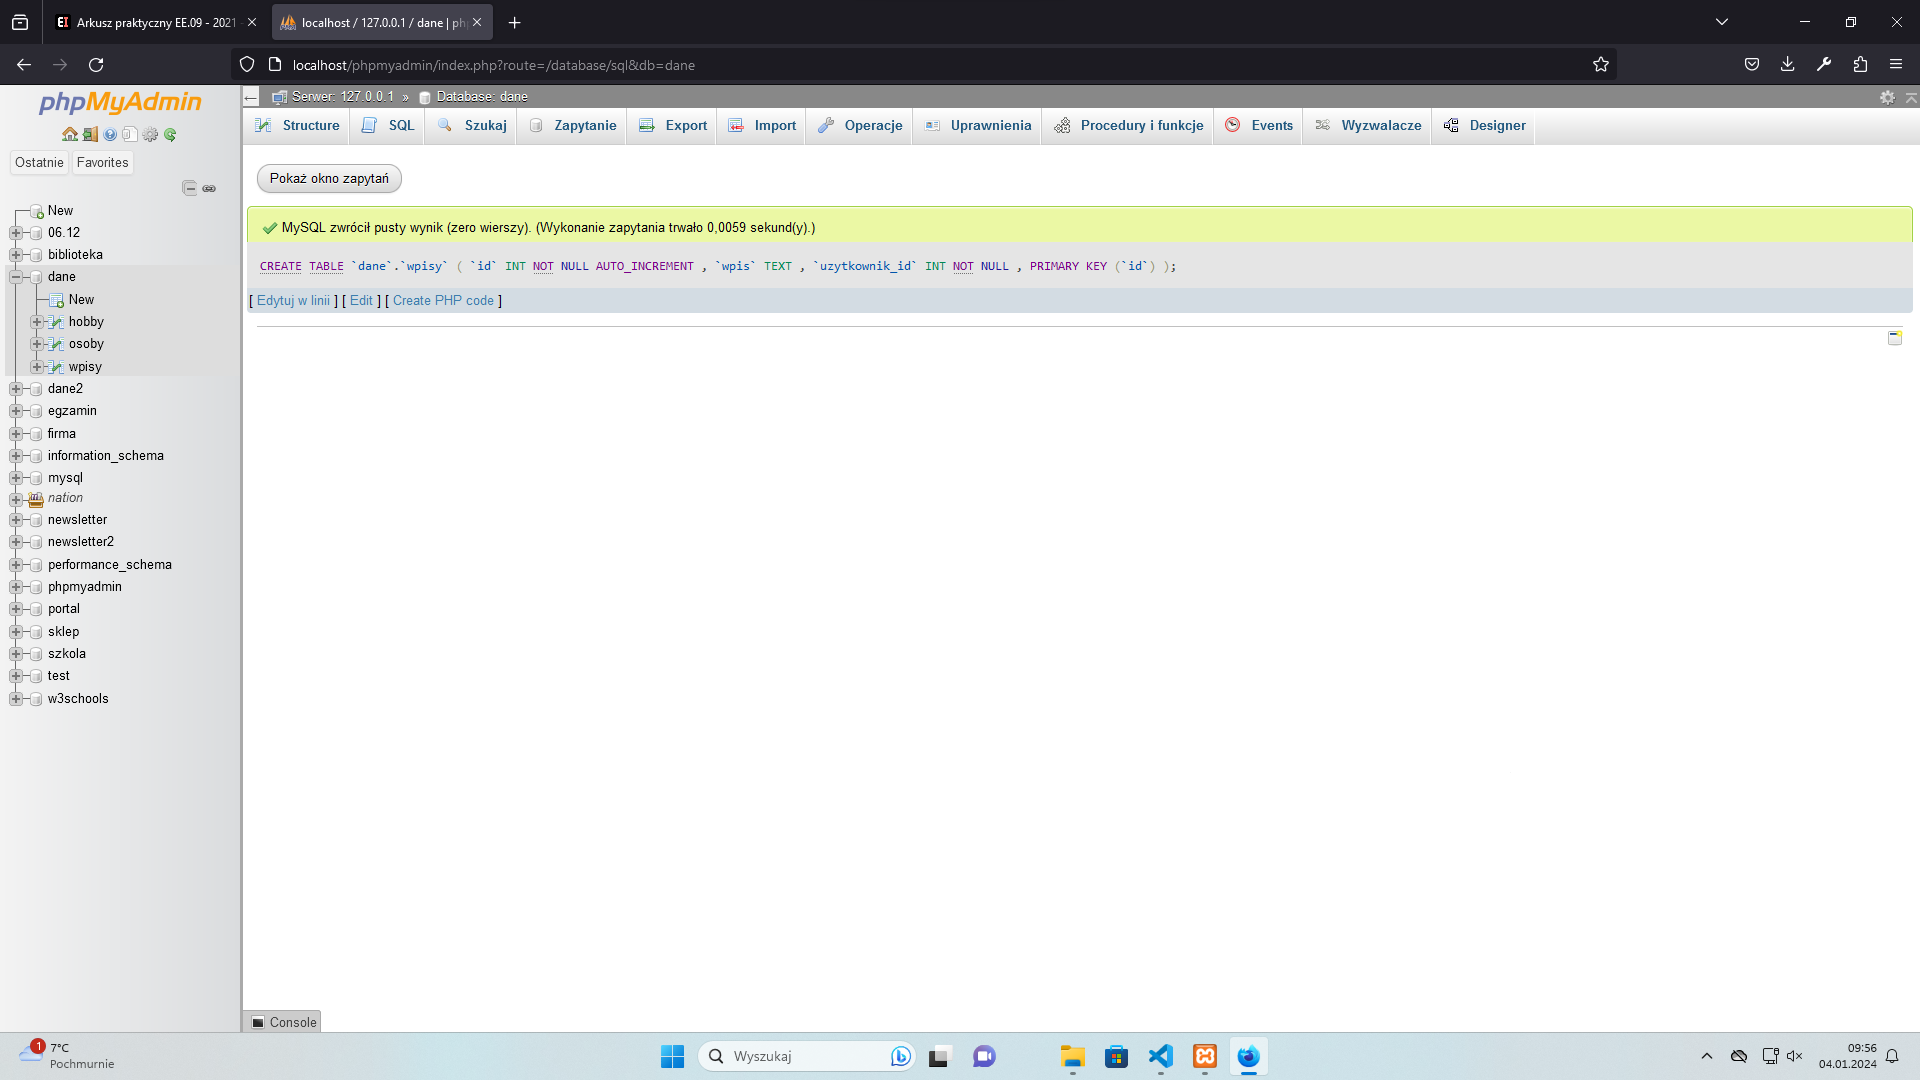 Arkusz praktyczny EE.09 - 2021
localhost / 127.0.0.1 / dane | ph
localhost/phpmyadmin/index.php?route=/database/sql&db=dane
phpMyAdmin
Ostatnie Favorites
New
06.12
biblioteka
dane
New
hobby
osoby
wpisy
dane2
egzamin
firma
information_schema
mysql
nation
newsletter
newsletter2
performance_schema
phpmyadmin
portal
sklep
szkola
test
w3schools
Serwer: 127.0.0.1 » Database: dane
Structure SQL Szukaj Zapytanie Export Import Operacje Uprawnienia Procedury i funkcje Events Wyzwalacze Designer
Pokaż okno zapytań
MySQL zwrócił pusty wynik (zero wierszy). (Wykonanie zapytania trwało 0,0059 sekund(y).)
CREATE TABLE `dane`.`wpisy` ( `id` INT NOT NULL AUTO_INCREMENT , `wpis` TEXT , `uzytkownik_id` INT NOT NULL , PRIMARY KEY (`id`) );
[ Edytuj w linii ] [ Edit ] [ Create PHP code ]
Console
1
7°C
Pochmurnie
Wyszukaj
09:56
04.01.2024